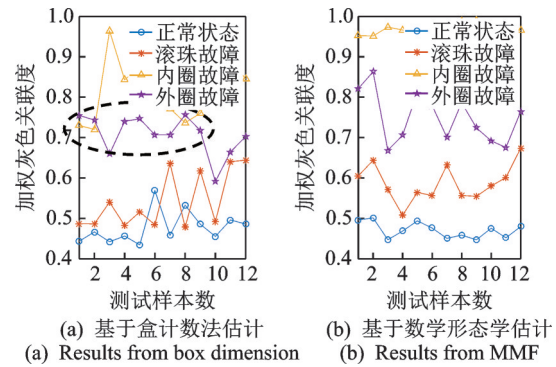 1.0
0.9
0.8
0.7
0.6
0.5
0.4
加权灰色关联度
正常状态
滚珠故障
内圈故障
外圈故障
2 4 6 8 10 12
测试样本数
(a) 基于盒计数法估计
(a) Results from box dimension
1.0
0.9
0.8
0.7
0.6
0.5
0.4
加权灰色关联度
正常状态
滚珠故障
内圈故障
外圈故障
2 4 6 8 10 12
测试样本数
(b) 基于数学形态学估计
(b) Results from MMF